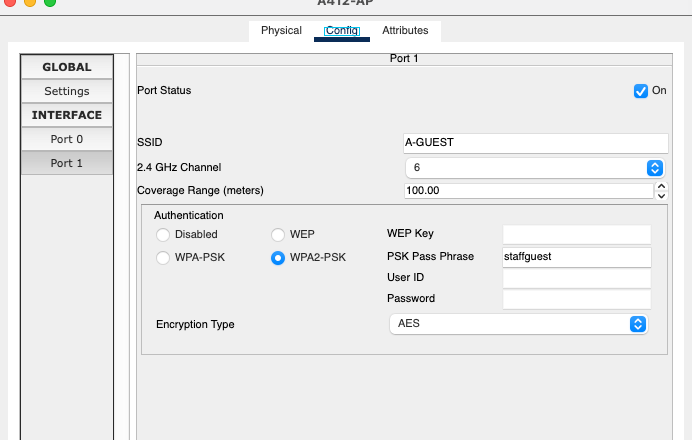 A412-AP
Physical Config Attributes
GLOBAL
Settings
INTERFACE
Port 0
Port 1
Port 1
Port Status On
SSID A-GUEST
2.4 GHz Channel 6
Coverage Range (meters) 100.00
Authentication
Disabled WEP WEP Key
WPA-PSK WPA2-PSK PSK Pass Phrase staffguest
User ID
Password
Encryption Type AES